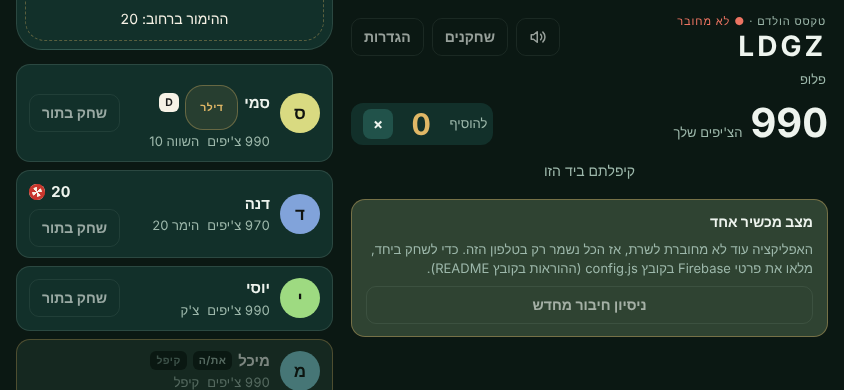 טקסס הולדם · ● לא מחובר
LDGZ
שחקנים
הגדרות
פלופ
990 הצ'יפים שלך
להוסיף 0 ×
קיפלתם ביד הזו
מצב מכשיר אחד
האפליקציה עוד לא מחוברת לשרת, אז הכל נשמר רק בטלפון הזה. כדי לשחק ביחד,
מלאו את פרטי Firebase בקובץ config.js (ההוראות בקובץ README).
ניסיון חיבור מחדש
ההימור ברחוב: 20
ס
סמי
דילר
D
990 צ'יפים השווה 10
שחק בתור
ד
דנה
970 צ'יפים הימר 20
20
שחק בתור
י
יוסי
990 צ'יפים צ'ק
שחק בתור
מ
מיכל את/ה קיפל
990 צ'יפים קיפל